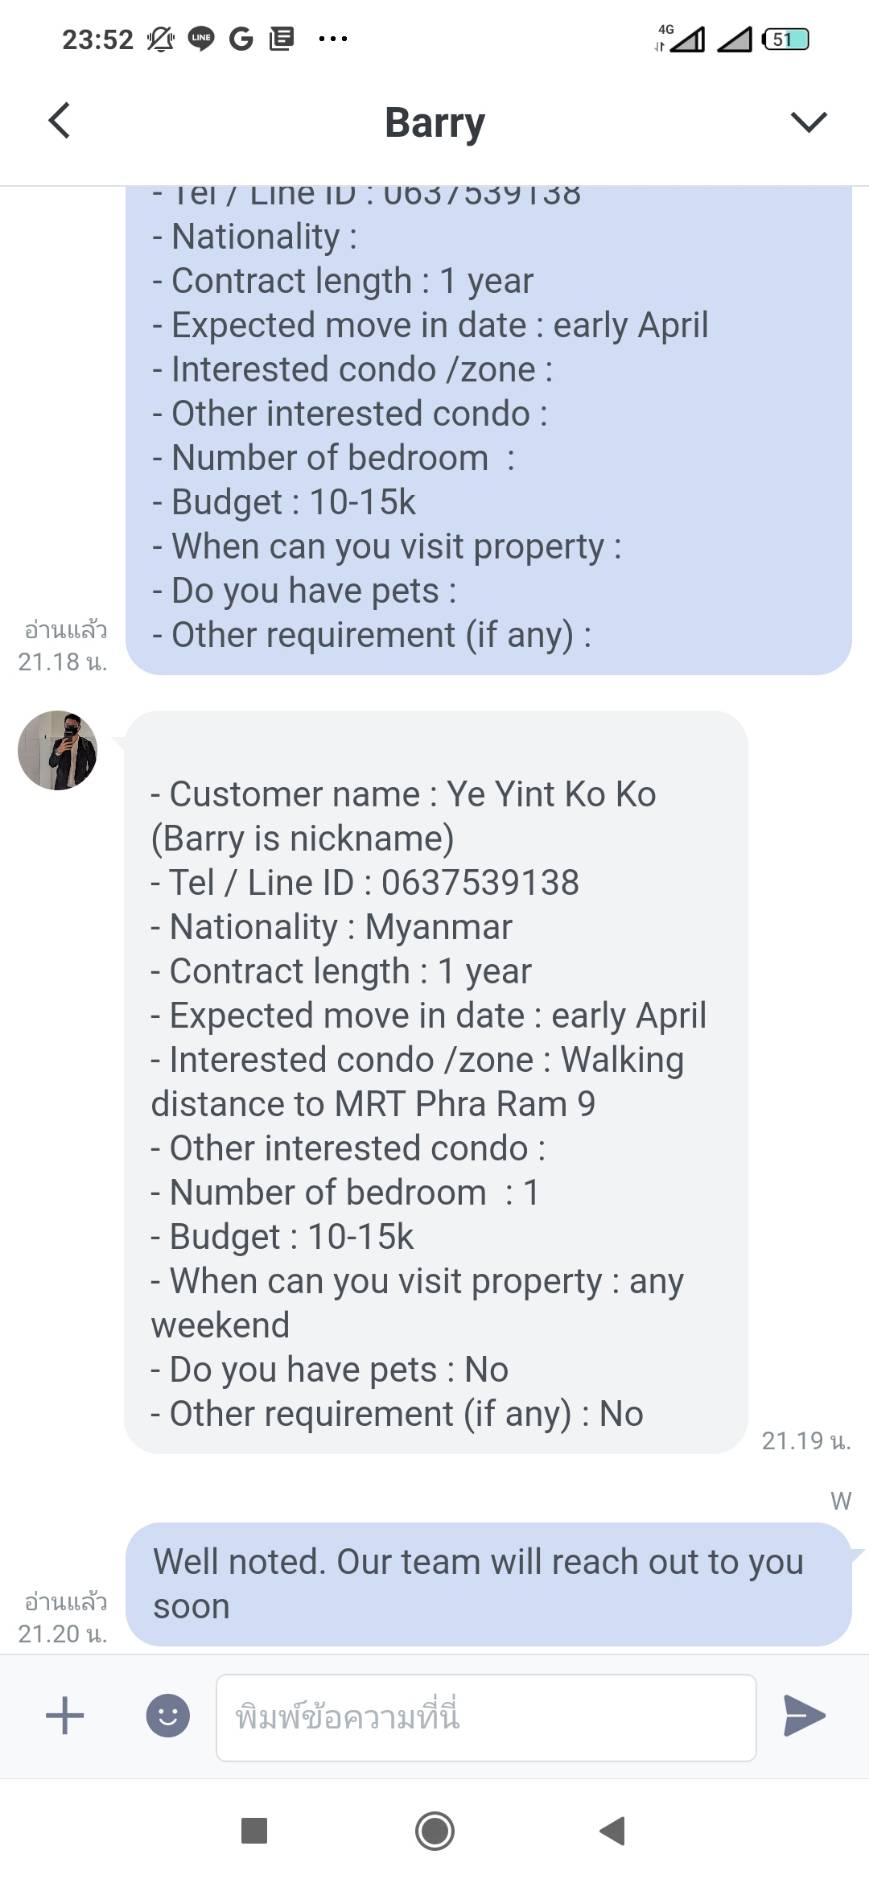 23:52 LINE G 4G 51
Barry
- Tel / Line ID : 0637539138
- Nationality :
- Contract length : 1 year
- Expected move in date : early April
- Interested condo /zone :
- Other interested condo :
- Number of bedroom  :
- Budget : 10-15k
- When can you visit property :
- Do you have pets :
- Other requirement (if any) :
อ่านแล้ว
21.18 น.
- Customer name : Ye Yint Ko Ko
(Barry is nickname)
- Tel / Line ID : 0637539138
- Nationality : Myanmar
- Contract length : 1 year
- Expected move in date : early April
- Interested condo /zone : Walking
distance to MRT Phra Ram 9
- Other interested condo :
- Number of bedroom  : 1
- Budget : 10-15k
- When can you visit property : any
weekend
- Do you have pets : No
- Other requirement (if any) : No
21.19 น.
W
Well noted. Our team will reach out to you
soon
อ่านแล้ว
21.20 น.
พิมพ์ข้อความที่นี่